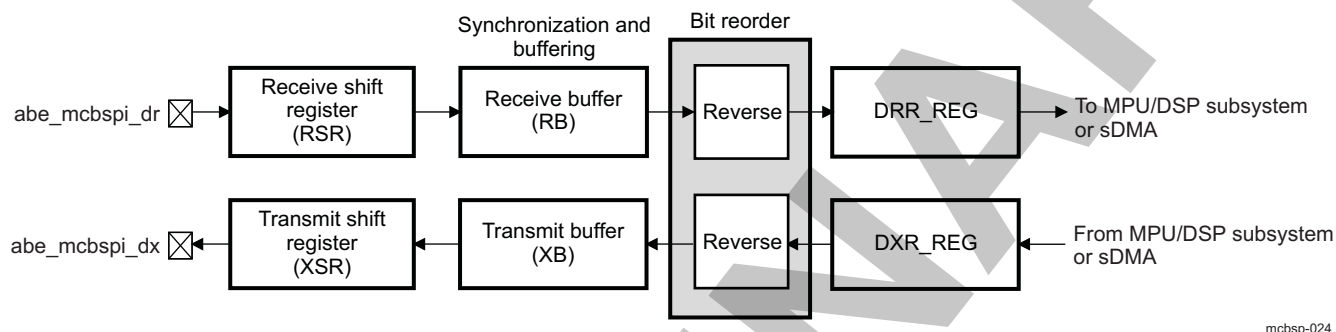 Synchronization and
buffering
Bit reorder
abe_mcbspi_dr
Receive shift
register
(RSR)
Receive buffer
(RB)
Reverse
DRR_REG
To MPU/DSP subsystem
or sDMA
abe_mcbspi_dx
Transmit shift
register
(XSR)
Transmit buffer
(XB)
Reverse
DXR_REG
From MPU/DSP subsystem
or sDMA
mcbsp-024